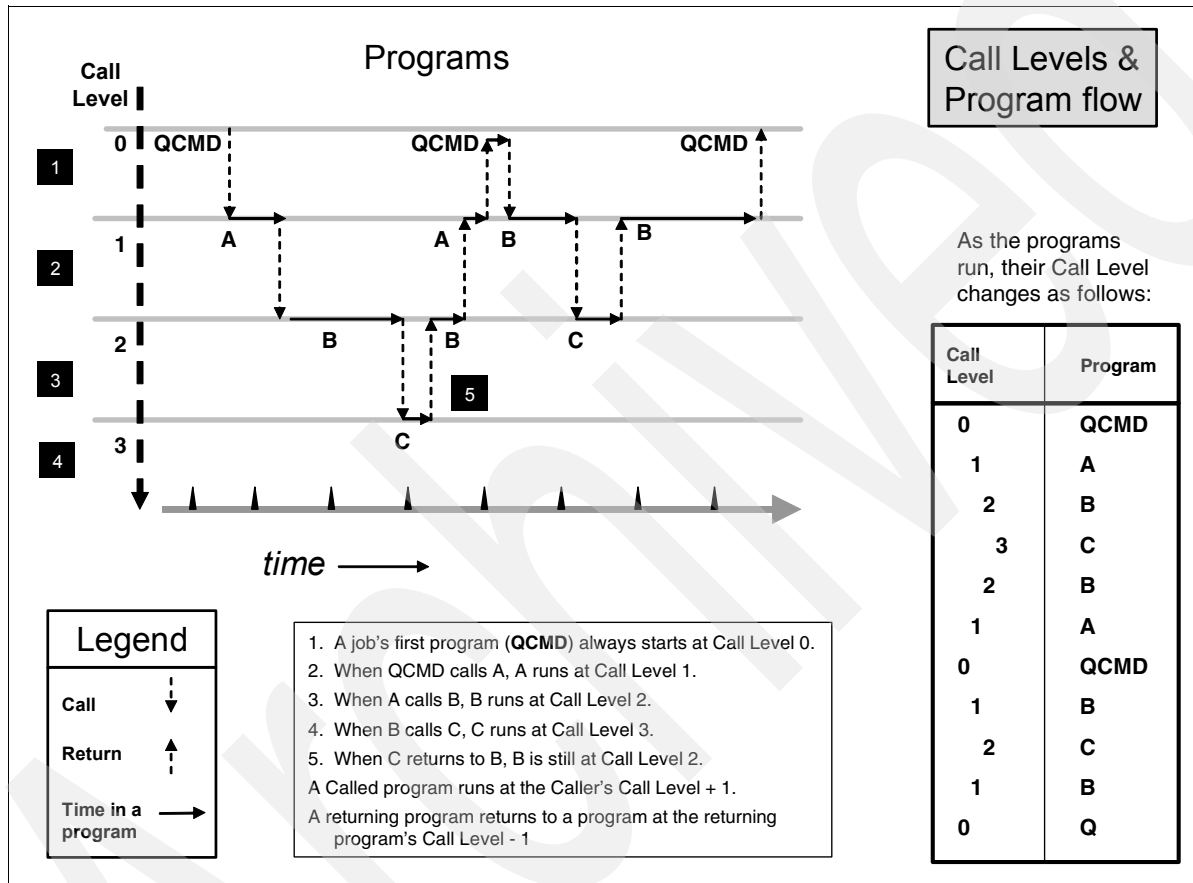 Programs
Call Levels &
Program flow
Call
Level
0
QCMD
QCMD
QCMD
1
A
A
B
B
1
2
B
B
C
2
3
5
C
3
4
time
As the programs
run, their Call Level
changes as follows:
Call
Level
Program
0 QCMD
1 A
2 B
3 C
2 B
1 A
0 QCMD
1 B
2 C
1 B
0 Q
Legend
Call
Return
Time in a
program
1. A job's first program (QCMD) always starts at Call Level 0.
2. When QCMD calls A, A runs at Call Level 1.
3. When A calls B, B runs at Call Level 2.
4. When B calls C, C runs at Call Level 3.
5. When C returns to B, B is still at Call Level 2.
A Called program runs at the Caller's Call Level + 1.
A returning program returns to a program at the returning
program's Call Level - 1
Archived